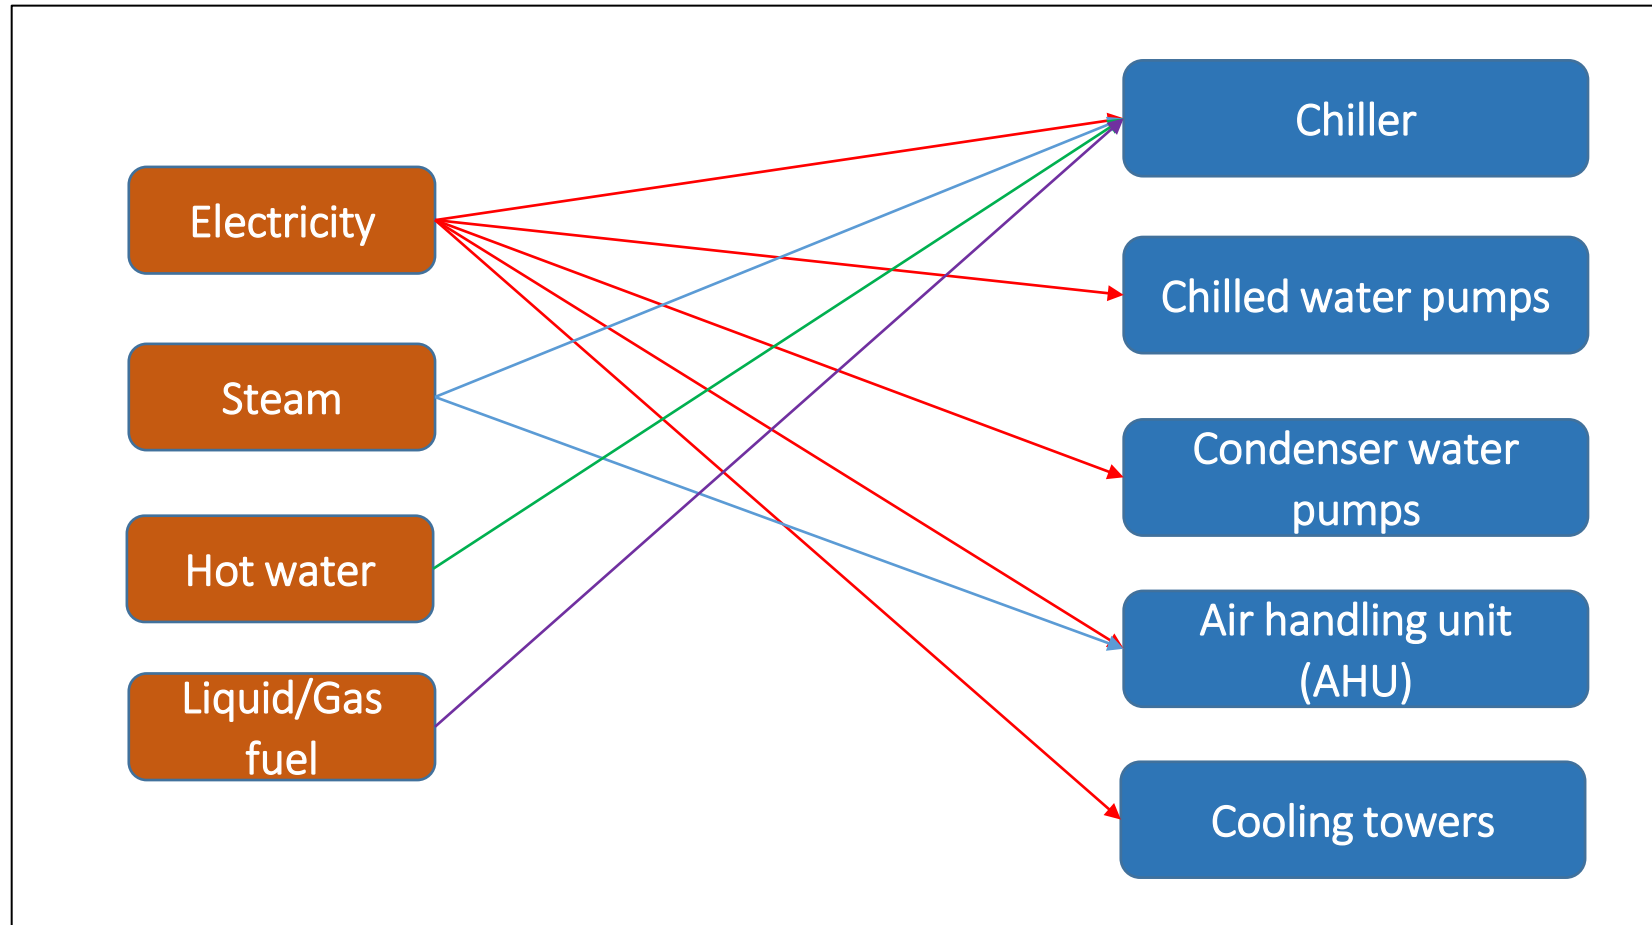 Electricity
Steam
Hot water
Liquid/Gas
fuel
Chiller
Chilled water pumps
Condenser water
pumps
Air handling unit
(AHU)
Cooling towers